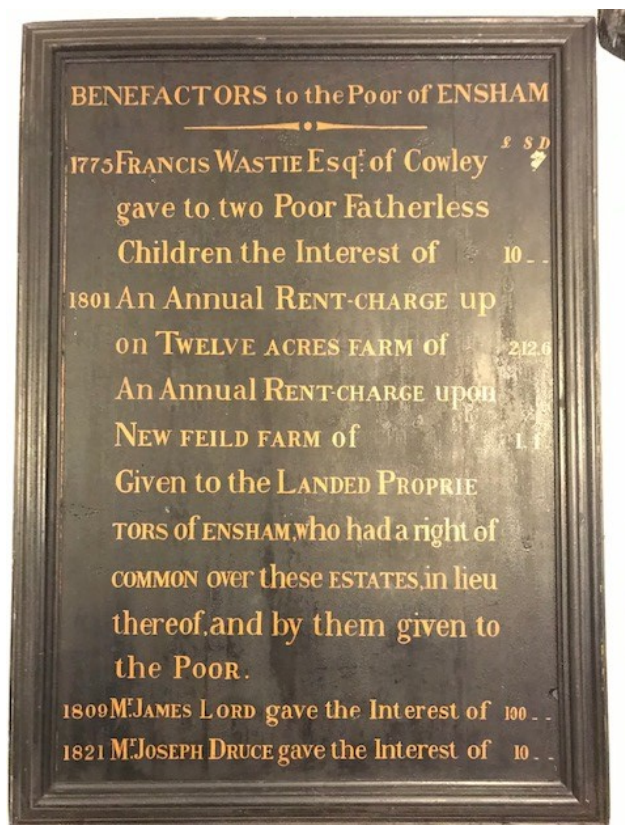 BENEFACTORS to the Poor of ENSHAM
£ S D
1775 FRANCIS WASTIE Esqr. of Cowley
gave to two Poor Fatherless
Children the Interest of 10 - -
1801 An Annual RENT-CHARGE up
on TWELVE ACRES FARM of 2.12.6
An Annual RENT-CHARGE upon
NEW FEILD FARM of 1. 1.
Given to the LANDED PROPRIE
TORS of ENSHAM, who had a right of
COMMON over these ESTATES, in lieu
thereof, and by them given to
the POOR.
1809 Mr. JAMES LORD gave the Interest of 100 - -
1821 Mr. JOSEPH DRUCE gave the Interest of 10 - -